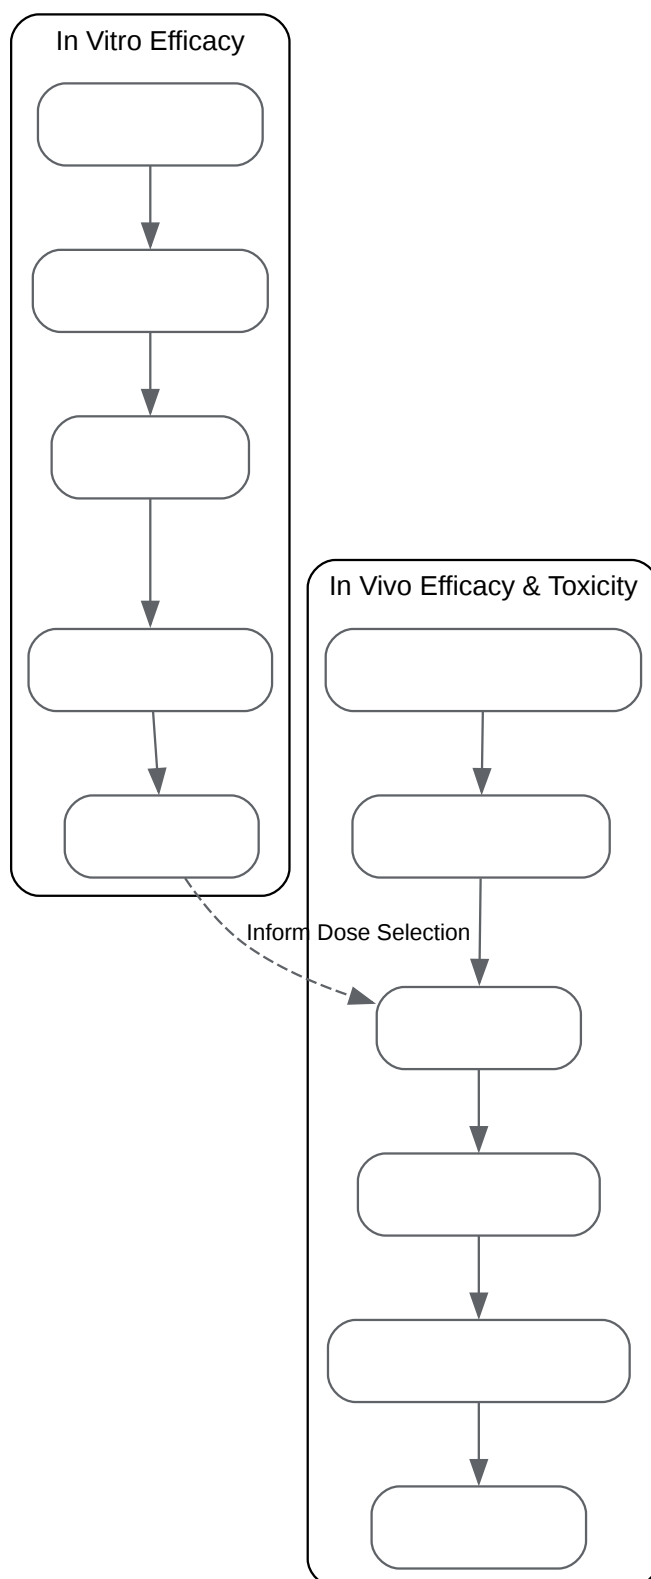 In Vitro Efficacy
In Vivo Efficacy & Toxicity
Inform Dose Selection